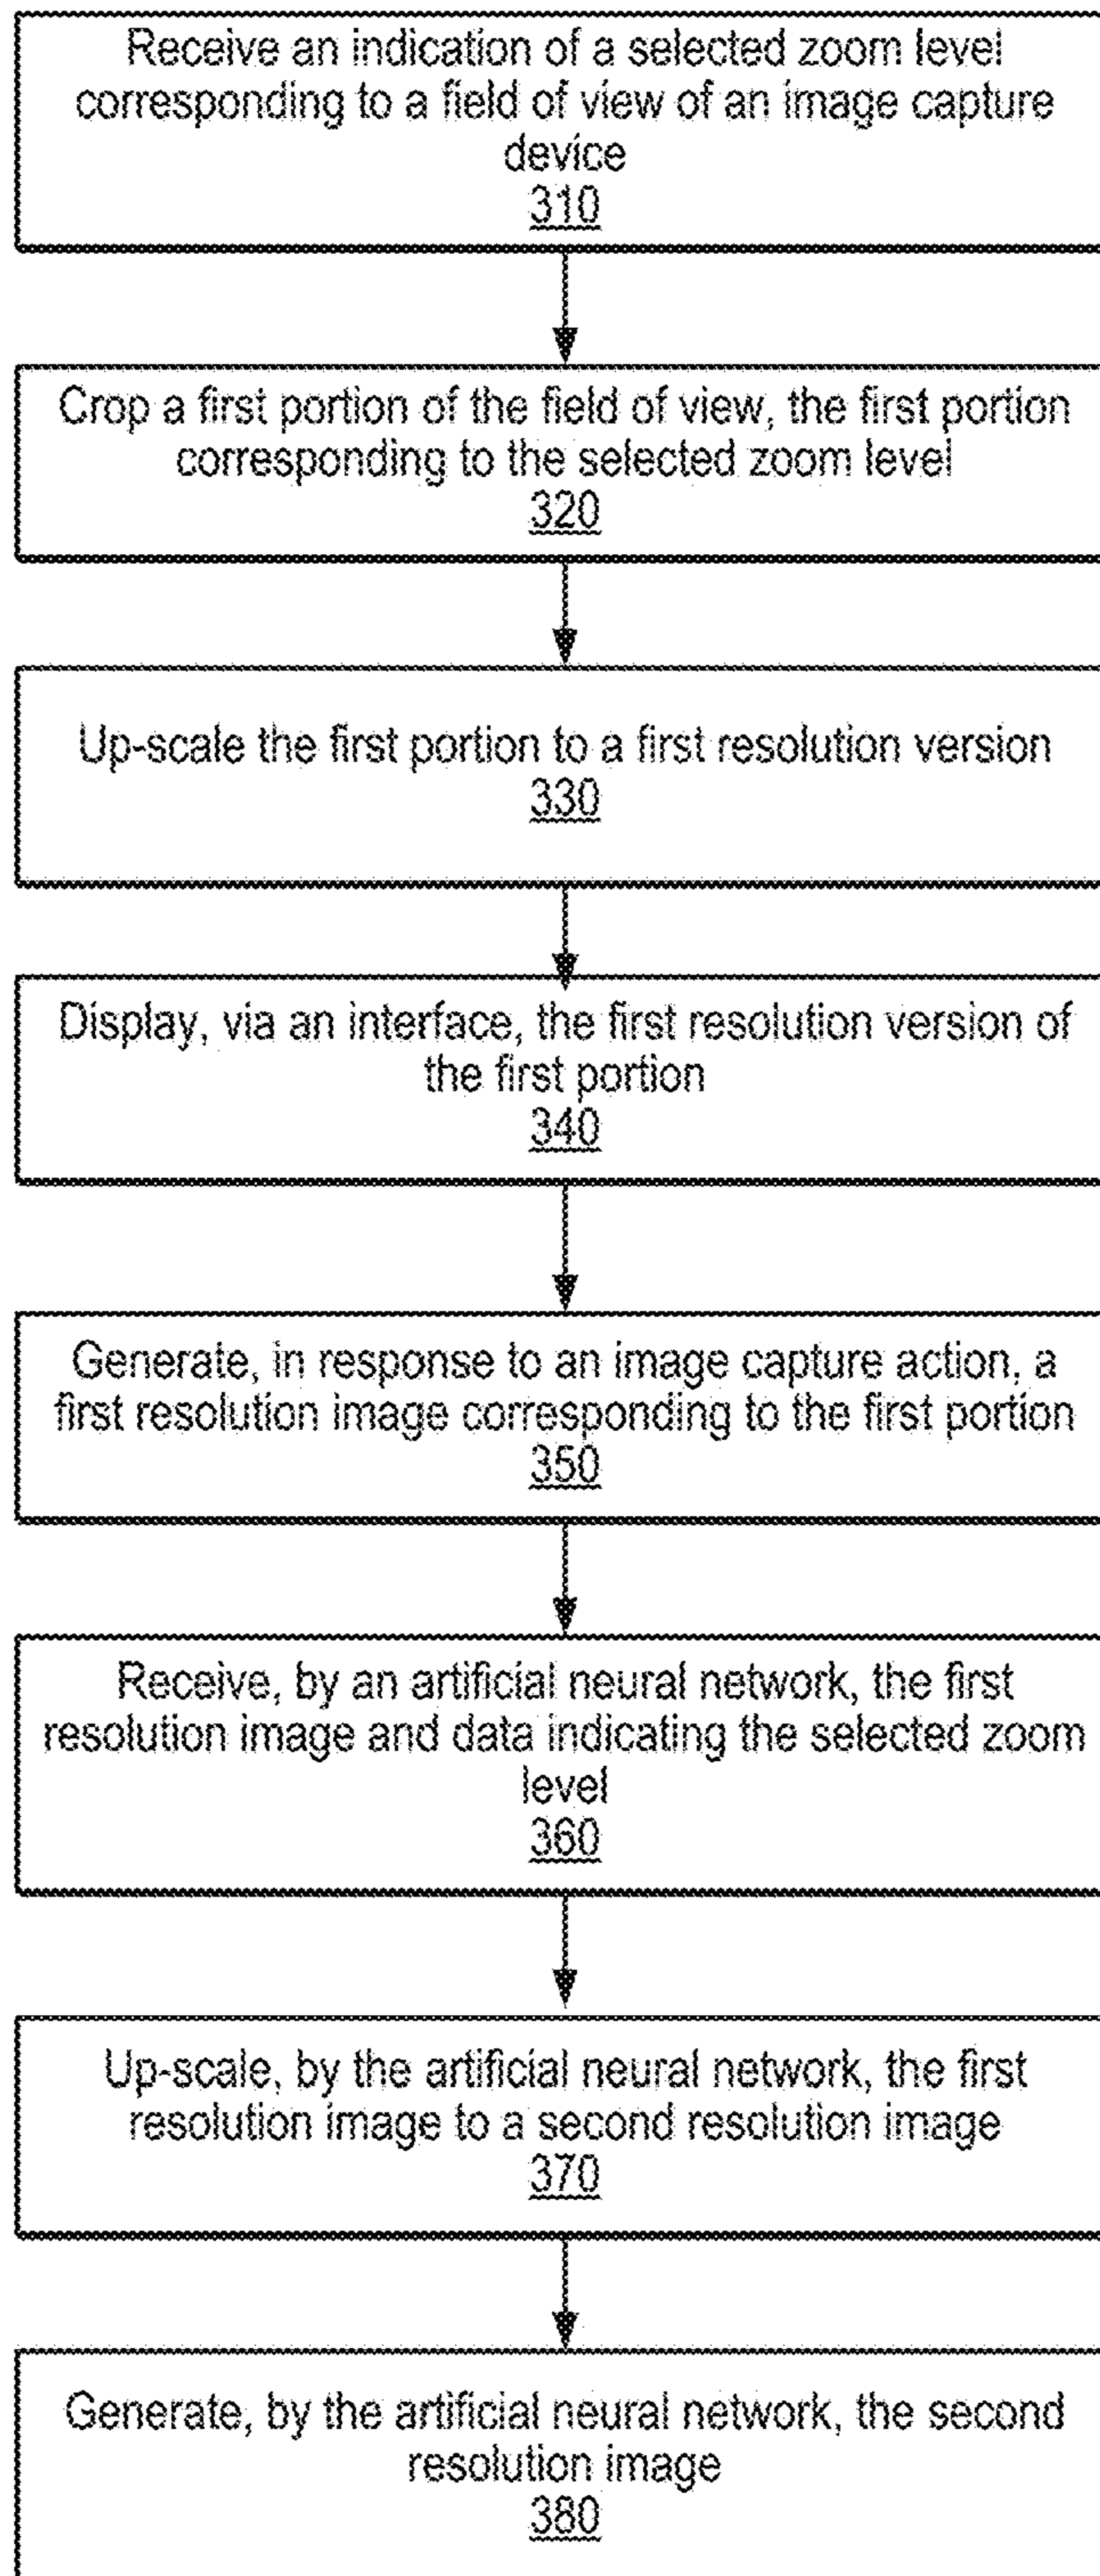 Receive an indication of a selected zoom level
corresponding to a field of view of an image capture
device
310
Crop a first portion of the field of view, the first portion
corresponding to the selected zoom level
320
Up-scale the first portion to a first resolution version
330
Display, via an interface, the first resolution version of
the first portion
340
Generate, in response to an image capture action, a
first resolution image corresponding to the first portion
350
Receive, by an artificial neural network, the first
resolution image and data indicating the selected zoom
level
360
Up-scale, by the artificial neural network, the first
resolution image to a second resolution image
370
Generate, by the artificial neural network, the second
resolution image
380